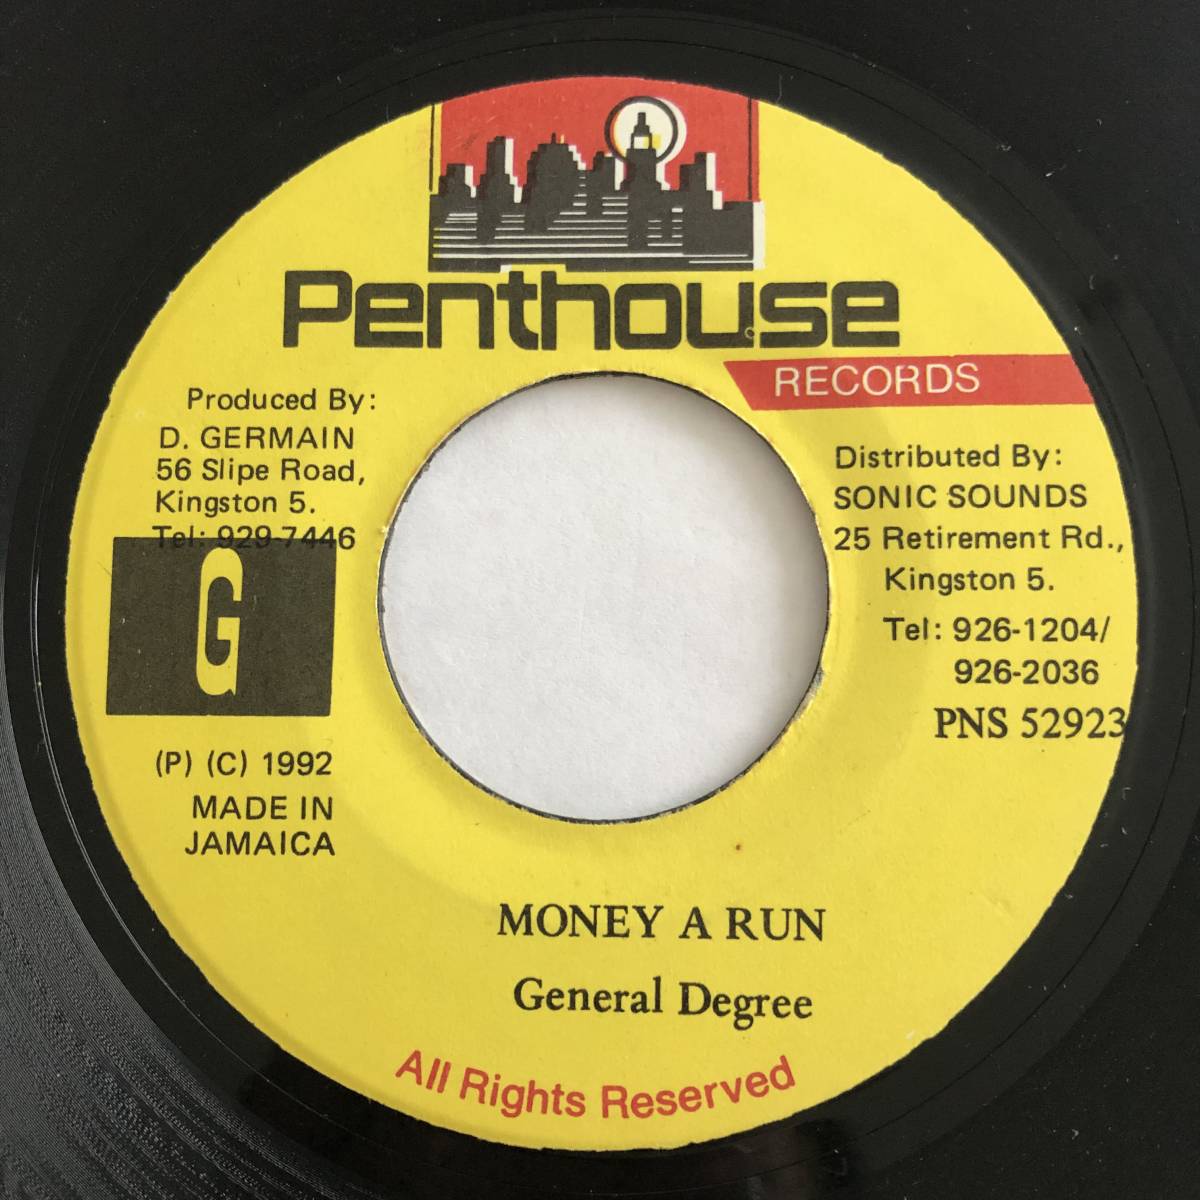 Penthouse
RECORDS
Produced By:
D. GERMAIN
56 Slipe Road,
Kingston 5.
Tel: 929-7446
G
(P) (C) 1992
MADE IN
JAMAICA
Distributed By:
SONIC SOUNDS
25 Retirement Rd.,
Kingston 5.
Tel: 926-1204/
926-2036
PNS 52923
MONEY A RUN
General Degree
All Rights Reserved